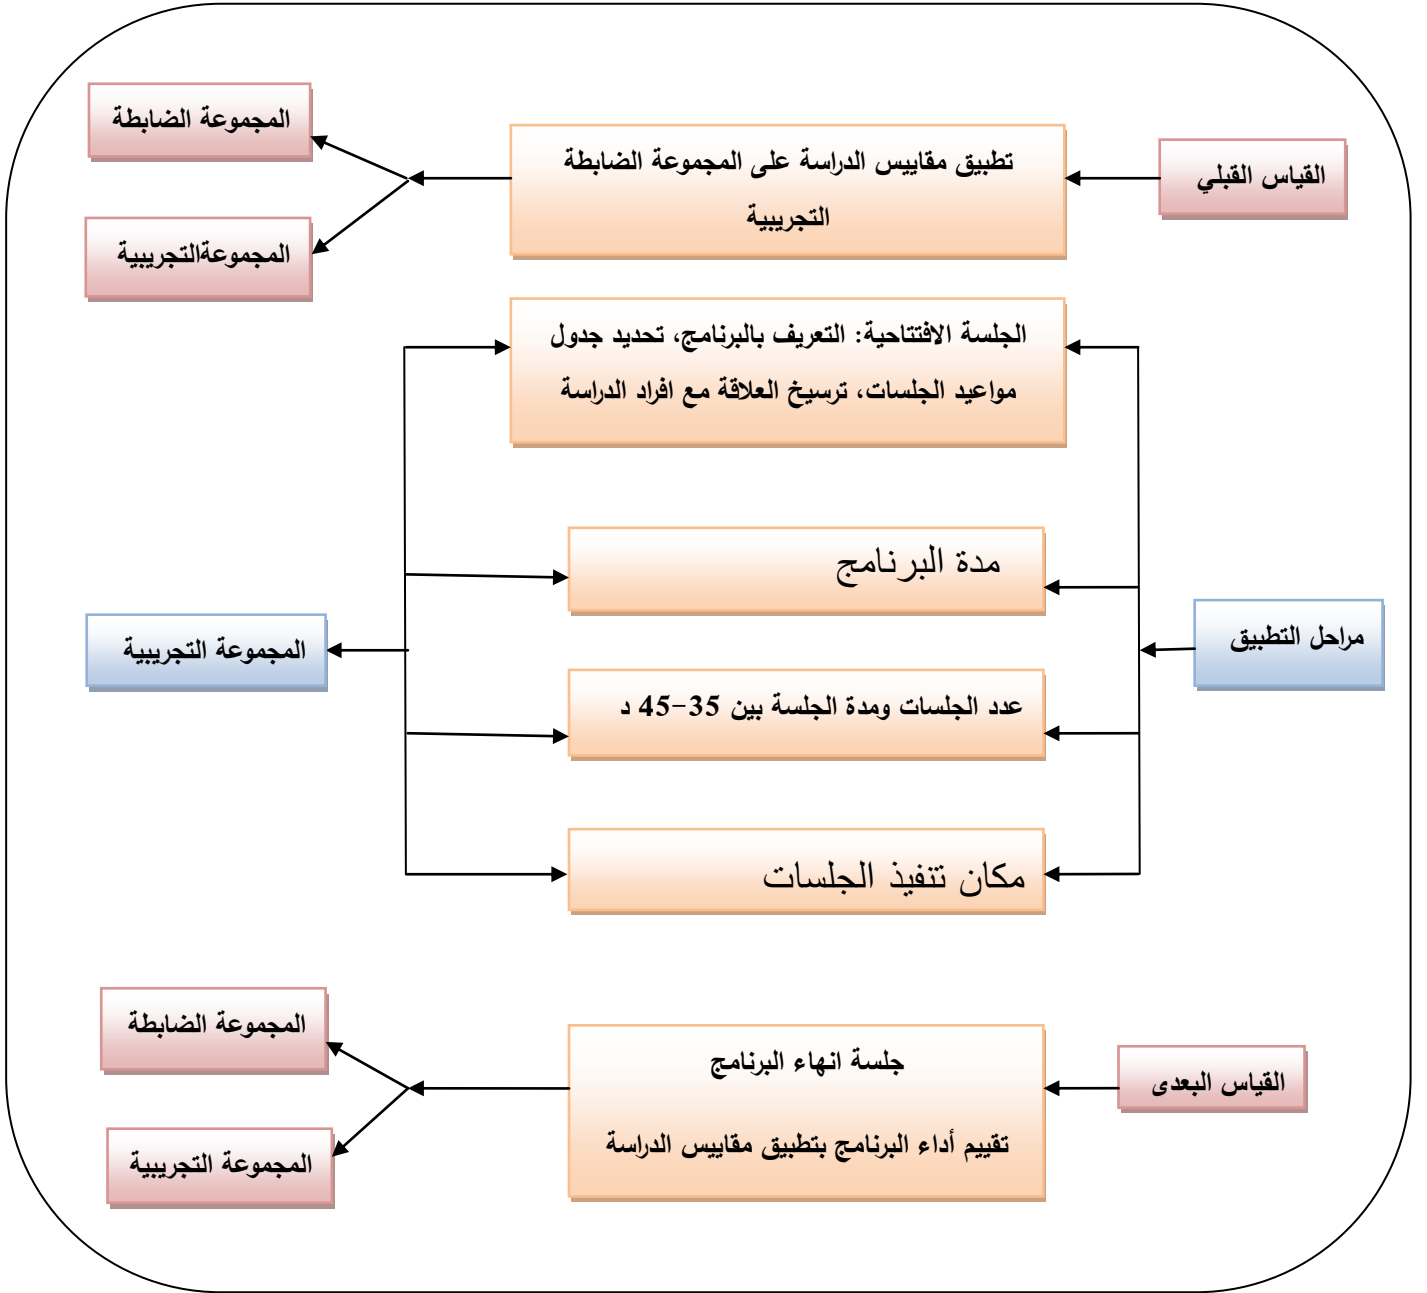 القياس القبلي
تطبيق مقاييس الدراسة على المجموعة الضابطة
التجريبية
المجموعة الضابطة
المجموعةالتجريبية
مراحل التطبيق
الجلسة الافتتاحية: التعريف بالبرنامج، تحديد جدول
مواعيد الجلسات، ترسيخ العلاقة مع افراد الدراسة
مدة البرنامج
عدد الجلسات ومدة الجلسة بين 35-45 د
مكان تنفيذ الجلسات
المجموعة التجريبية
القياس البعدى
جلسة انهاء البرنامج
تقييم أداء البرنامج بتطبيق مقاييس الدراسة
المجموعة الضابطة
المجموعة التجريبية